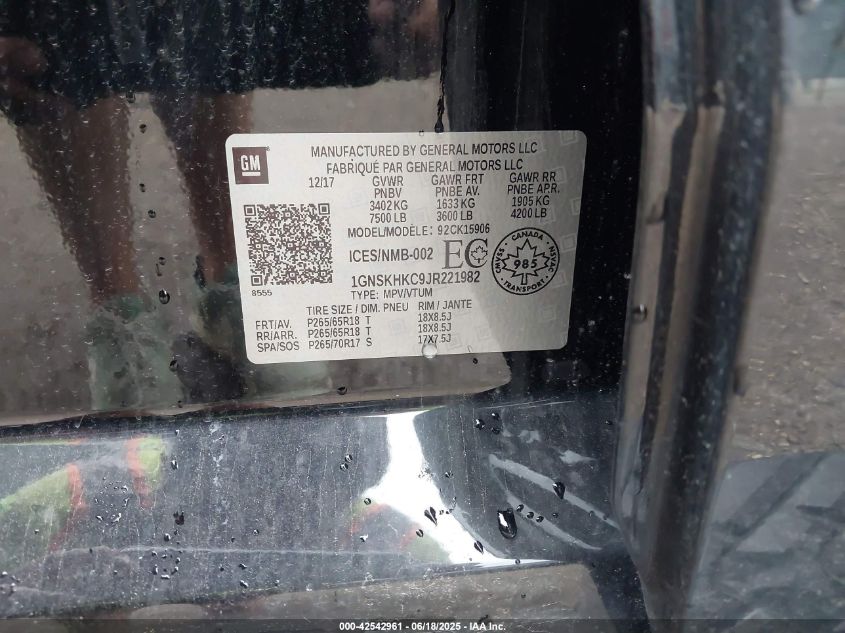 GM
MANUFACTURED BY GENERAL MOTORS LLC
FABRIQUÉ PAR GENERAL MOTORS LLC
12/17 GVWR GAWR FRT GAWR RR
PNBV PNBE AV. PNBE APR.
3402 KG 1633 KG 1905 KG
7500 LB 3600 LB 4200 LB
MODEL/MODÈLE: 92CK15906
ICES/NMB-002 EC
CMVSS NSVAC
985
TRANSPORT
8555
1GNSKHKC9JR221982
TYPE: MPV/VTUM
TIRE SIZE / DIM. PNEU RIM / JANTE
FRT/AV. P265/65R18 T 18X8.5J
RR/ARR. P265/65R18 T 18X8.5J
SPA/SOS P265/70R17 S 17X7.5J
000-42542961 - 06/18/2025 - IAA Inc.